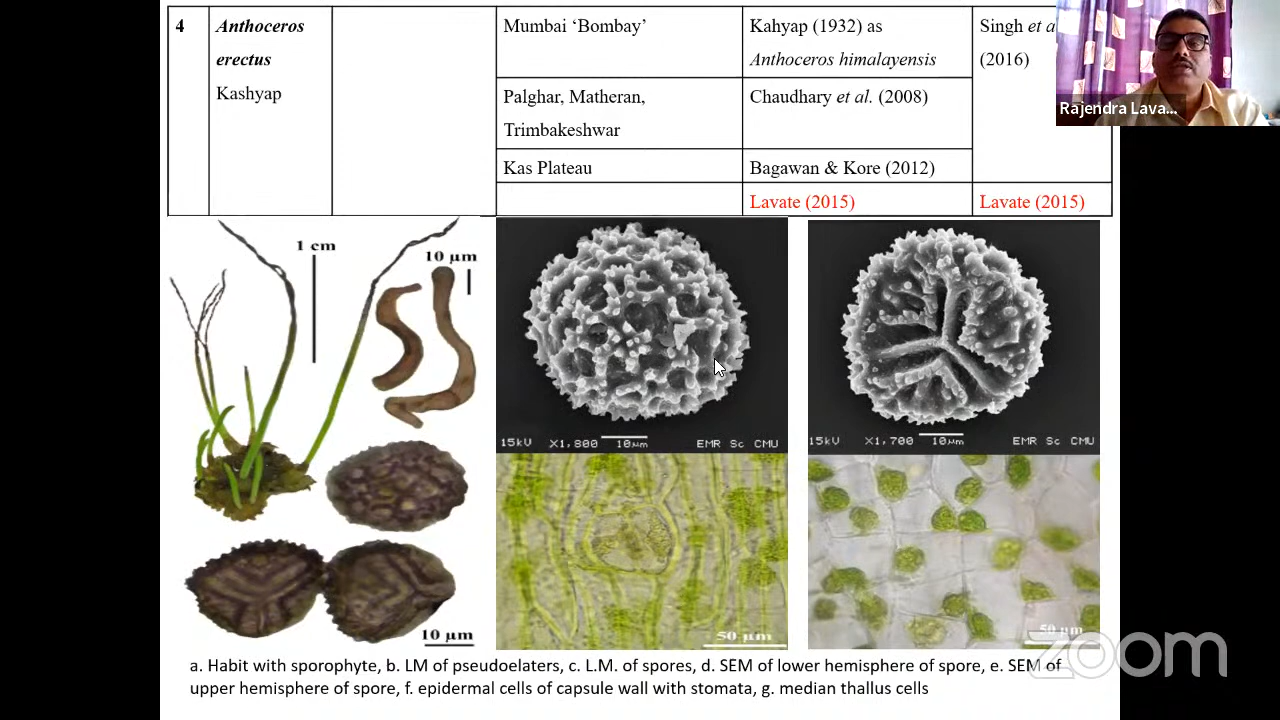 4
Anthoceros
erectus
Kashyap
Mumbai ‘Bombay’
Kahyap (1932) as
Anthoceros himalayensis
Singh et a
(2016)
Palghar, Matheran,
Trimbakeshwar
Chaudhary et al. (2008)
Kas Plateau
Bagawan & Kore (2012)
Lavate (2015)
Lavate (2015)
Rajendra Lava...
1 cm
10 µm
10 µm
15kV X1,800 10µm EMR Sc CMU
15kV X1,700 10µm EMR Sc CMU
50 µm
50 µm
zoom
a. Habit with sporophyte, b. LM of pseudoelaters, c. L.M. of spores, d. SEM of lower hemisphere of spore, e. SEM of
upper hemisphere of spore, f. epidermal cells of capsule wall with stomata, g. median thallus cells